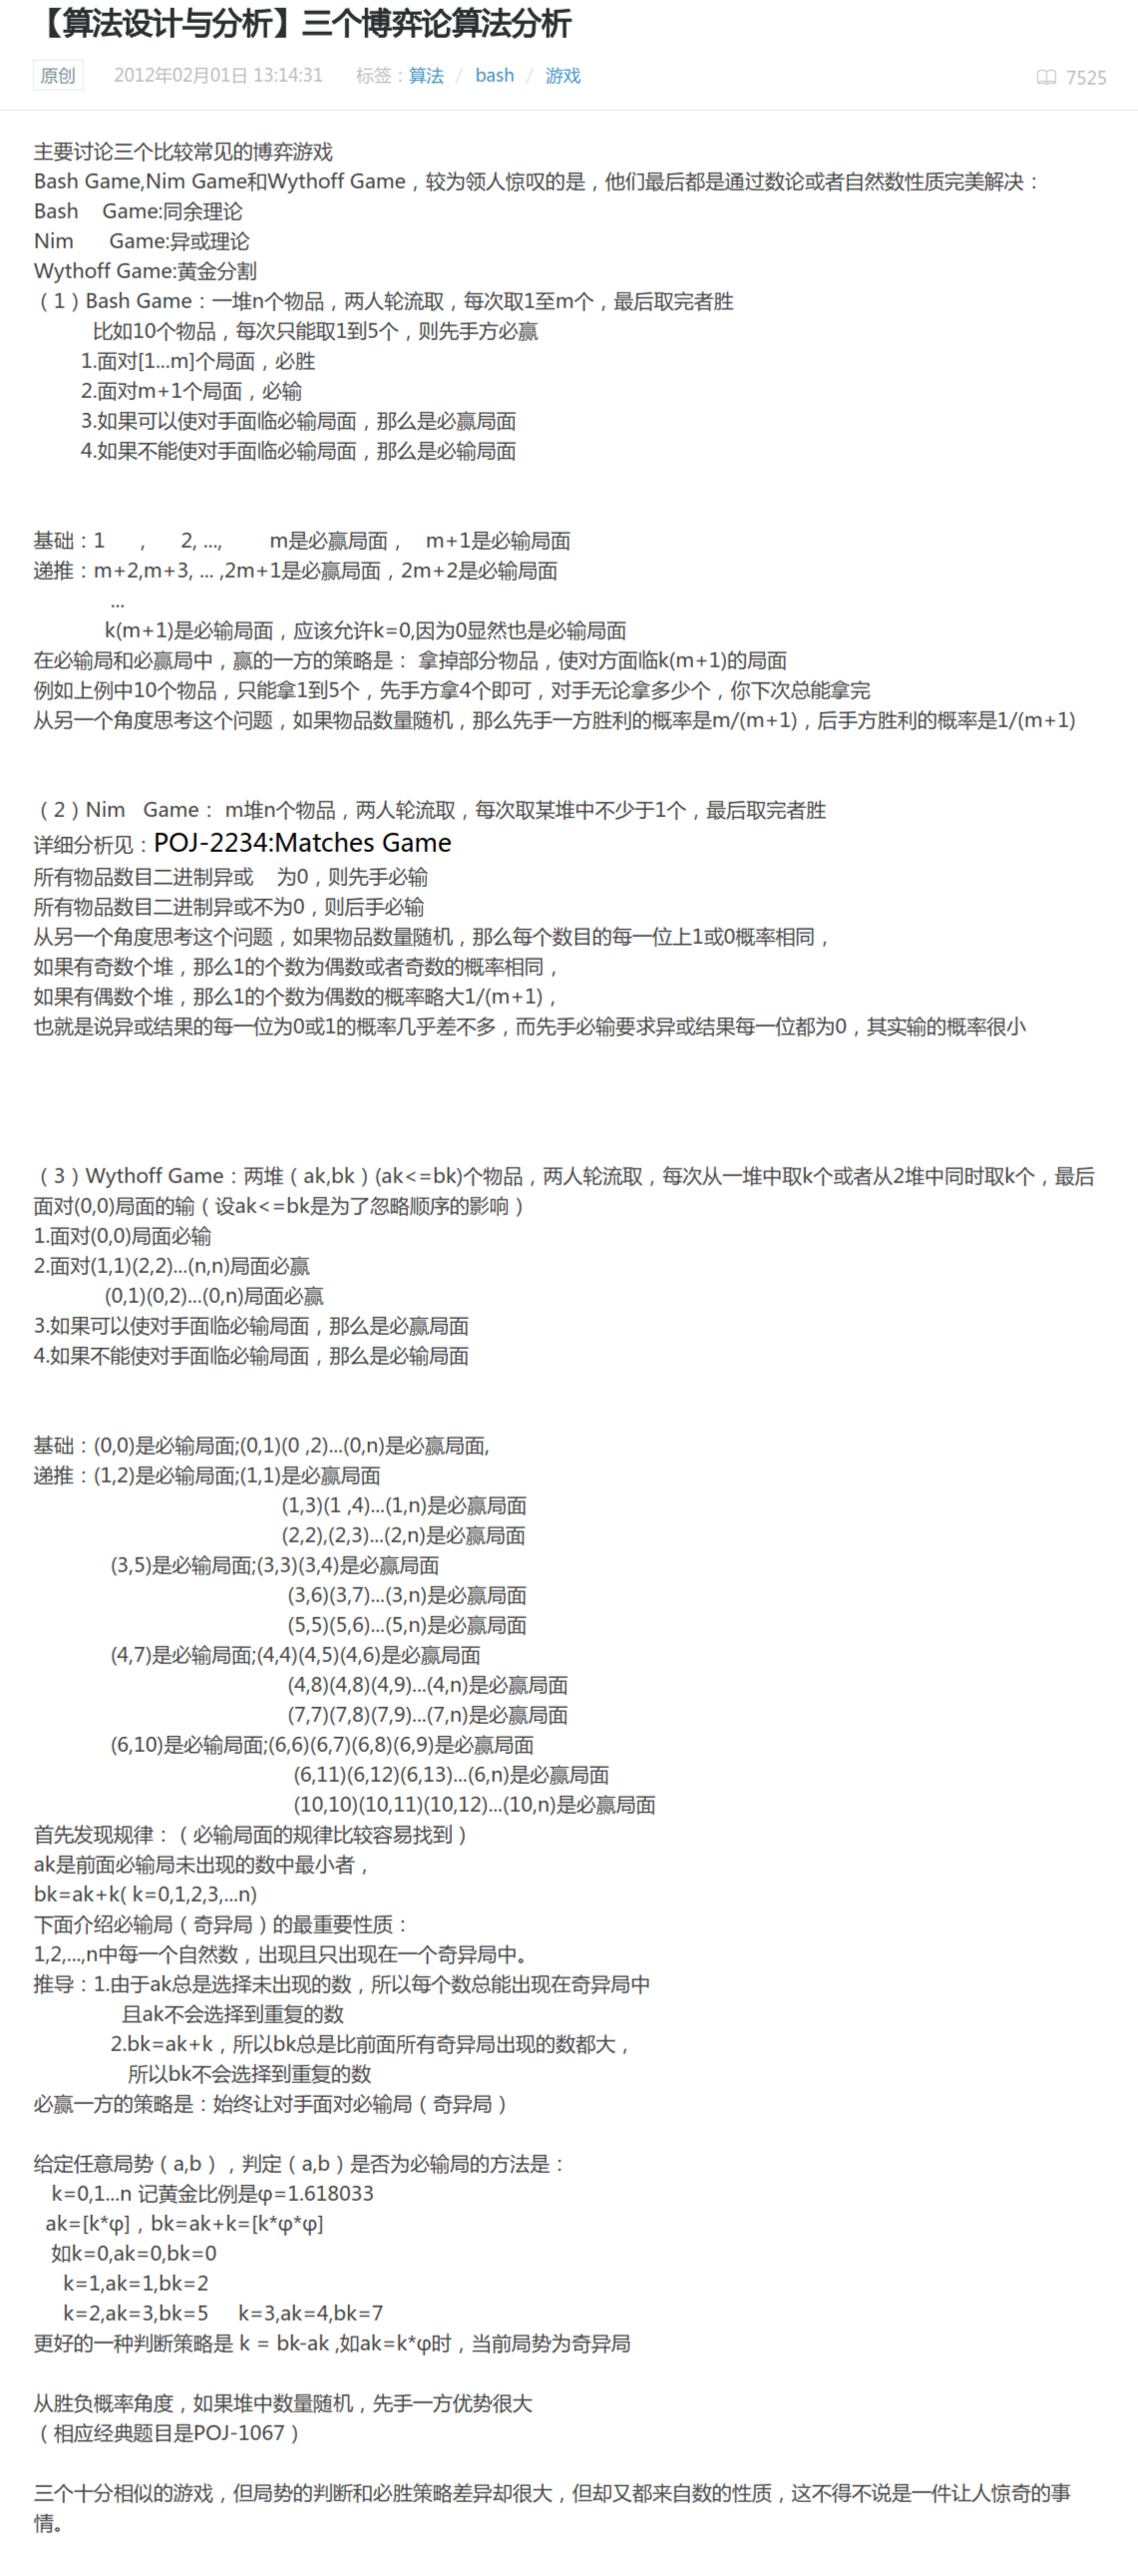 【算法设计与分析】三个博弈论算法分析
原创 2012年02月01日 13:14:31 标签：算法 / bash / 游戏 7525
主要讨论三个比较常见的博弈游戏
Bash Game,Nim Game和Wythoff Game，较为领人惊叹的是，他们最后都是通过数论或者自然数性质完美解决：
Bash Game:同余理论
Nim Game:异或理论
Wythoff Game:黄金分割
（1）Bash Game：一堆n个物品，两人轮流取，每次取1至m个，最后取完者胜
比如10个物品，每次只能取1到5个，则先手方必赢
1.面对[1...m]个局面，必胜
2.面对m+1个局面，必输
3.如果可以使对手面临必输局面，那么是必赢局面
4.如果不能使对手面临必输局面，那么是必输局面
基础：1 , 2, ..., m是必赢局面， m+1是必输局面
递推：m+2,m+3, ... ,2m+1是必赢局面，2m+2是必输局面
...
k(m+1)是必输局面，应该允许k=0,因为0显然也是必输局面
在必输局和必赢局中，赢的一方的策略是： 拿掉部分物品，使对方面临k(m+1)的局面
例如上例中10个物品，只能拿1到5个，先手方拿4个即可，对手无论拿多少个，你下次总能拿完
从另一个角度思考这个问题，如果物品数量随机，那么先手一方胜利的概率是m/(m+1)，后手方胜利的概率是1/(m+1)
（2）Nim Game： m堆n个物品，两人轮流取，每次取某堆中不少于1个，最后取完者胜
详细分析见：POJ-2234:Matches Game
所有物品数目二进制异或 为0，则先手必输
所有物品数目二进制异或不为0，则后手必输
从另一个角度思考这个问题，如果物品数量随机，那么每个数目的每一位上1或0概率相同，
如果有奇数个堆，那么1的个数为偶数或者奇数的概率相同，
如果有偶数个堆，那么1的个数为偶数的概率略大1/(m+1)，
也就是说异或结果的每一位为0或1的概率几乎差不多，而先手必输要求异或结果每一位都为0，其实输的概率很小
（3）Wythoff Game：两堆（ak,bk）(ak<=bk)个物品，两人轮流取，每次从一堆中取k个或者从2堆中同时取k个，最后
面对(0,0)局面的输（设ak<=bk是为了忽略顺序的影响）
1.面对(0,0)局面必输
2.面对(1,1)(2,2)...(n,n)局面必赢
(0,1)(0,2)...(0,n)局面必赢
3.如果可以使对手面临必输局面，那么是必赢局面
4.如果不能使对手面临必输局面，那么是必输局面
基础：(0,0)是必输局面;(0,1)(0 ,2)...(0,n)是必赢局面,
递推：(1,2)是必输局面;(1,1)是必赢局面
(1,3)(1 ,4)...(1,n)是必赢局面
(2,2),(2,3)...(2,n)是必赢局面
(3,5)是必输局面;(3,3)(3,4)是必赢局面
(3,6)(3,7)...(3,n)是必赢局面
(5,5)(5,6)...(5,n)是必赢局面
(4,7)是必输局面;(4,4)(4,5)(4,6)是必赢局面
(4,8)(4,8)(4,9)...(4,n)是必赢局面
(7,7)(7,8)(7,9)...(7,n)是必赢局面
(6,10)是必输局面;(6,6)(6,7)(6,8)(6,9)是必赢局面
(6,11)(6,12)(6,13)...(6,n)是必赢局面
(10,10)(10,11)(10,12)...(10,n)是必赢局面
首先发现规律：（必输局面的规律比较容易找到）
ak是前面必输局未出现的数中最小者，
bk=ak+k( k=0,1,2,3,...n)
下面介绍必输局（奇异局）的最重要性质：
1,2,...,n中每一个自然数，出现且只出现在一个奇异局中。
推导：1.由于ak总是选择未出现的数，所以每个数总能出现在奇异局中
且ak不会选择到重复的数
2.bk=ak+k，所以bk总是比前面所有奇异局出现的数都大，
所以bk不会选择到重复的数
必赢一方的策略是：始终让对手面对必输局（奇异局）
给定任意局势（a,b），判定（a,b）是否为必输局的方法是：
k=0,1...n 记黄金比例是φ=1.618033
ak=[k*φ]，bk=ak+k=[k*φ*φ]
如k=0,ak=0,bk=0
k=1,ak=1,bk=2
k=2,ak=3,bk=5 k=3,ak=4,bk=7
更好的一种判断策略是 k = bk-ak ,如ak=k*φ时，当前局势为奇异局
从胜负概率角度，如果堆中数量随机，先手一方优势很大
（相应经典题目是POJ-1067）
三个十分相似的游戏，但局势的判断和必胜策略差异却很大，但却又都来自数的性质，这不得不说是一件让人惊奇的事
情。